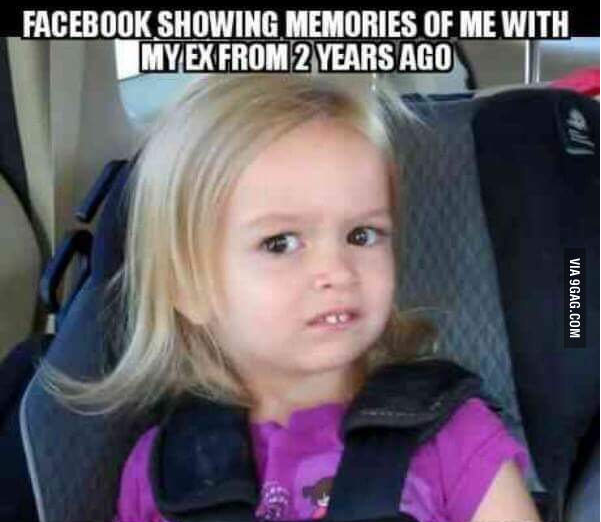 FACEBOOK SHOWING MEMORIES OF ME WITH
MY EX FROM 2 YEARS AGO
VIA 9GAG.COM